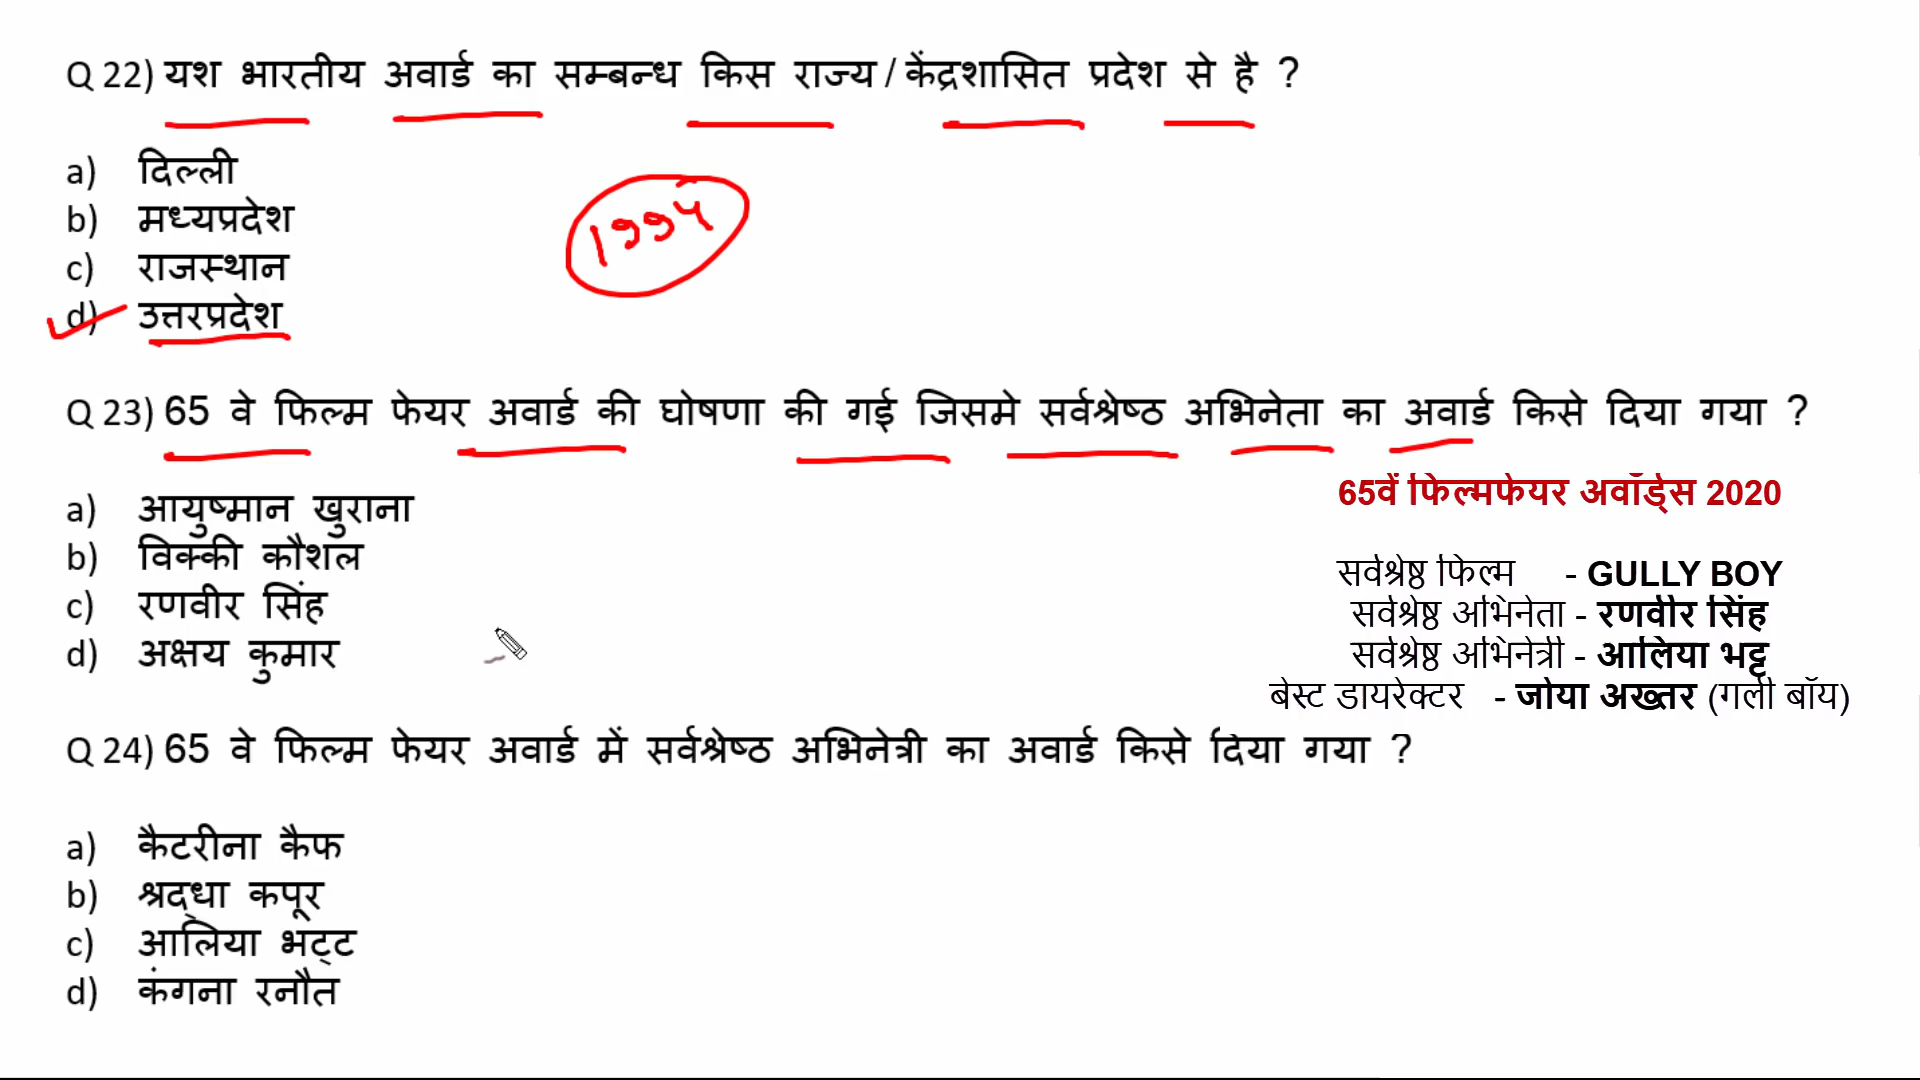 Q 22) यश भारतीय अवार्ड का सम्बन्ध किस राज्य / केंद्रशासित प्रदेश से है ?
a) दिल्ली
b) मध्यप्रदेश
c) राजस्थान
d) उत्तरप्रदेश
1994
Q 23) 65 वे फिल्म फेयर अवार्ड की घोषणा की गई जिसमे सर्वश्रेष्ठ अभिनेता का अवार्ड किसे दिया गया ?
a) आयुष्मान खुराना
b) विक्की कौशल
c) रणवीर सिंह
d) अक्षय कुमार
65वें फिल्मफेयर अवॉर्ड्स 2020
सर्वश्रेष्ठ फिल्म - GULLY BOY
सर्वश्रेष्ठ अभिनेता - रणवीर सिंह
सर्वश्रेष्ठ अभिनेत्री - आलिया भट्ट
बेस्ट डायरेक्टर - जोया अख्तर (गली बॉय)
Q 24) 65 वे फिल्म फेयर अवार्ड में सर्वश्रेष्ठ अभिनेत्री का अवार्ड किसे दिया गया ?
a) कैटरीना कैफ
b) श्रद्धा कपूर
c) आलिया भट्ट
d) कंगना रनौत